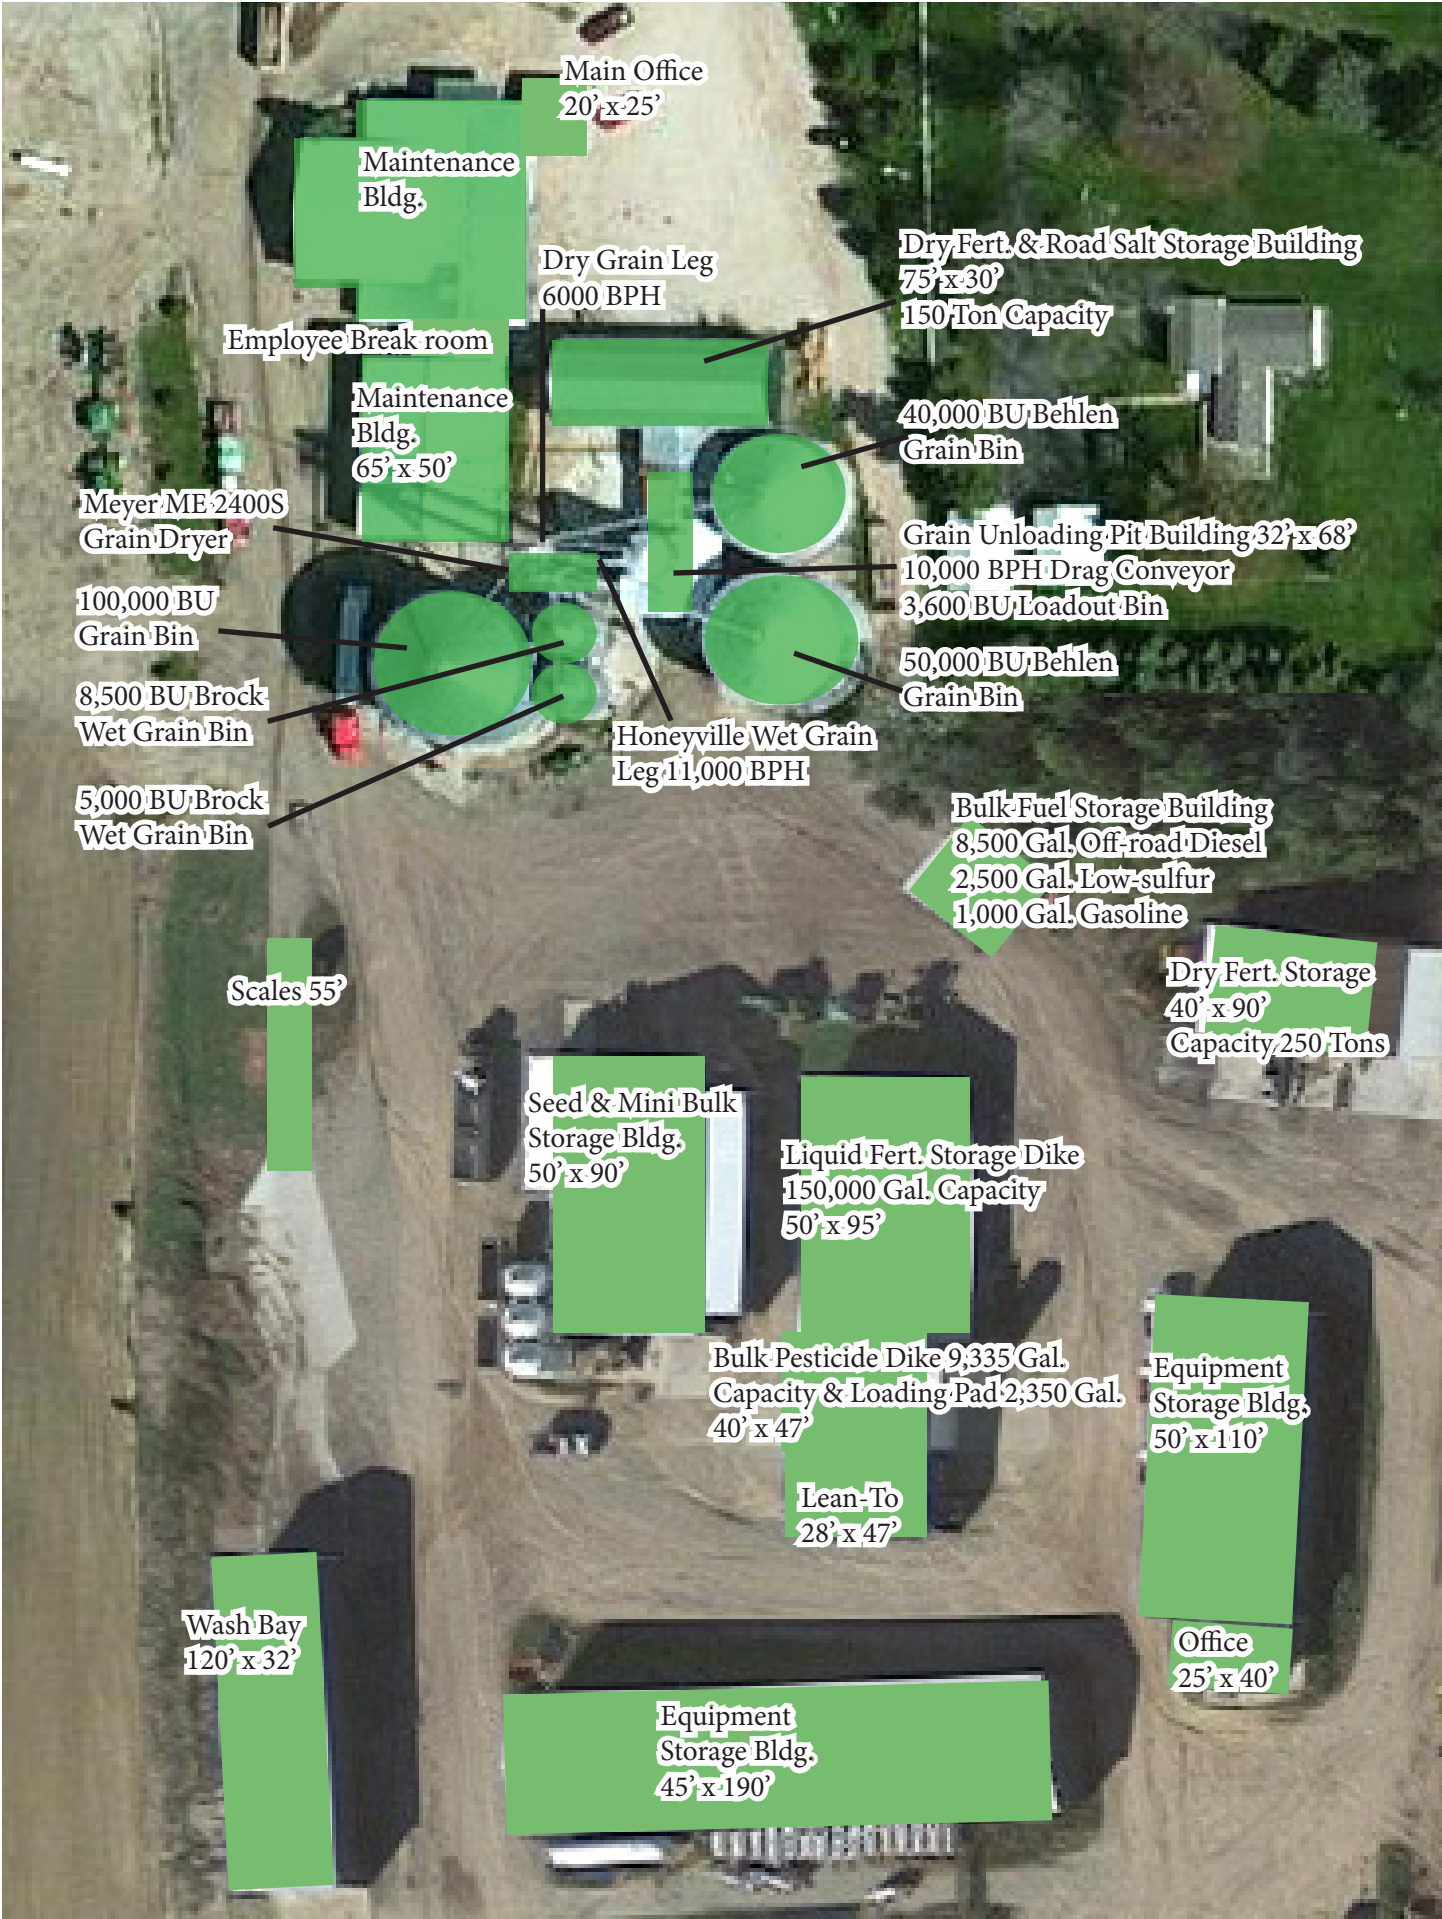 Main Office
20’ x 25’
Maintenance
Bldg.
Dry Grain Leg
6000 BPH
Dry Fert. & Road Salt Storage Building
75’ x 30’
150 Ton Capacity
Employee Break room
Maintenance
Bldg.
65’ x 50’
40,000 BU Behlen
Grain Bin
Meyer ME 2400S
Grain Dryer
Grain Unloading Pit Building 32’ x 68’
10,000 BPH Drag Conveyor
3,600 BU Loadout Bin
100,000 BU
Grain Bin
50,000 BU Behlen
Grain Bin
8,500 BU Brock
Wet Grain Bin
Honeyville Wet Grain
Leg 11,000 BPH
5,000 BU Brock
Wet Grain Bin
Bulk Fuel Storage Building
8,500 Gal. Off-road Diesel
2,500 Gal. Low-sulfur
1,000 Gal. Gasoline
Scales 55’
Dry Fert. Storage
40’ x 90’
Capacity 250 Tons
Seed & Mini Bulk
Storage Bldg.
50’ x 90’
Liquid Fert. Storage Dike
150,000 Gal. Capacity
50’ x 95’
Bulk Pesticide Dike 9,335 Gal.
Capacity & Loading Pad 2,350 Gal.
40’ x 47’
Equipment
Storage Bldg.
50’ x 110’
Lean-To
28’ x 47’
Wash Bay
120’ x 32’
Office
25’ x 40’
Equipment
Storage Bldg.
45’ x 190’